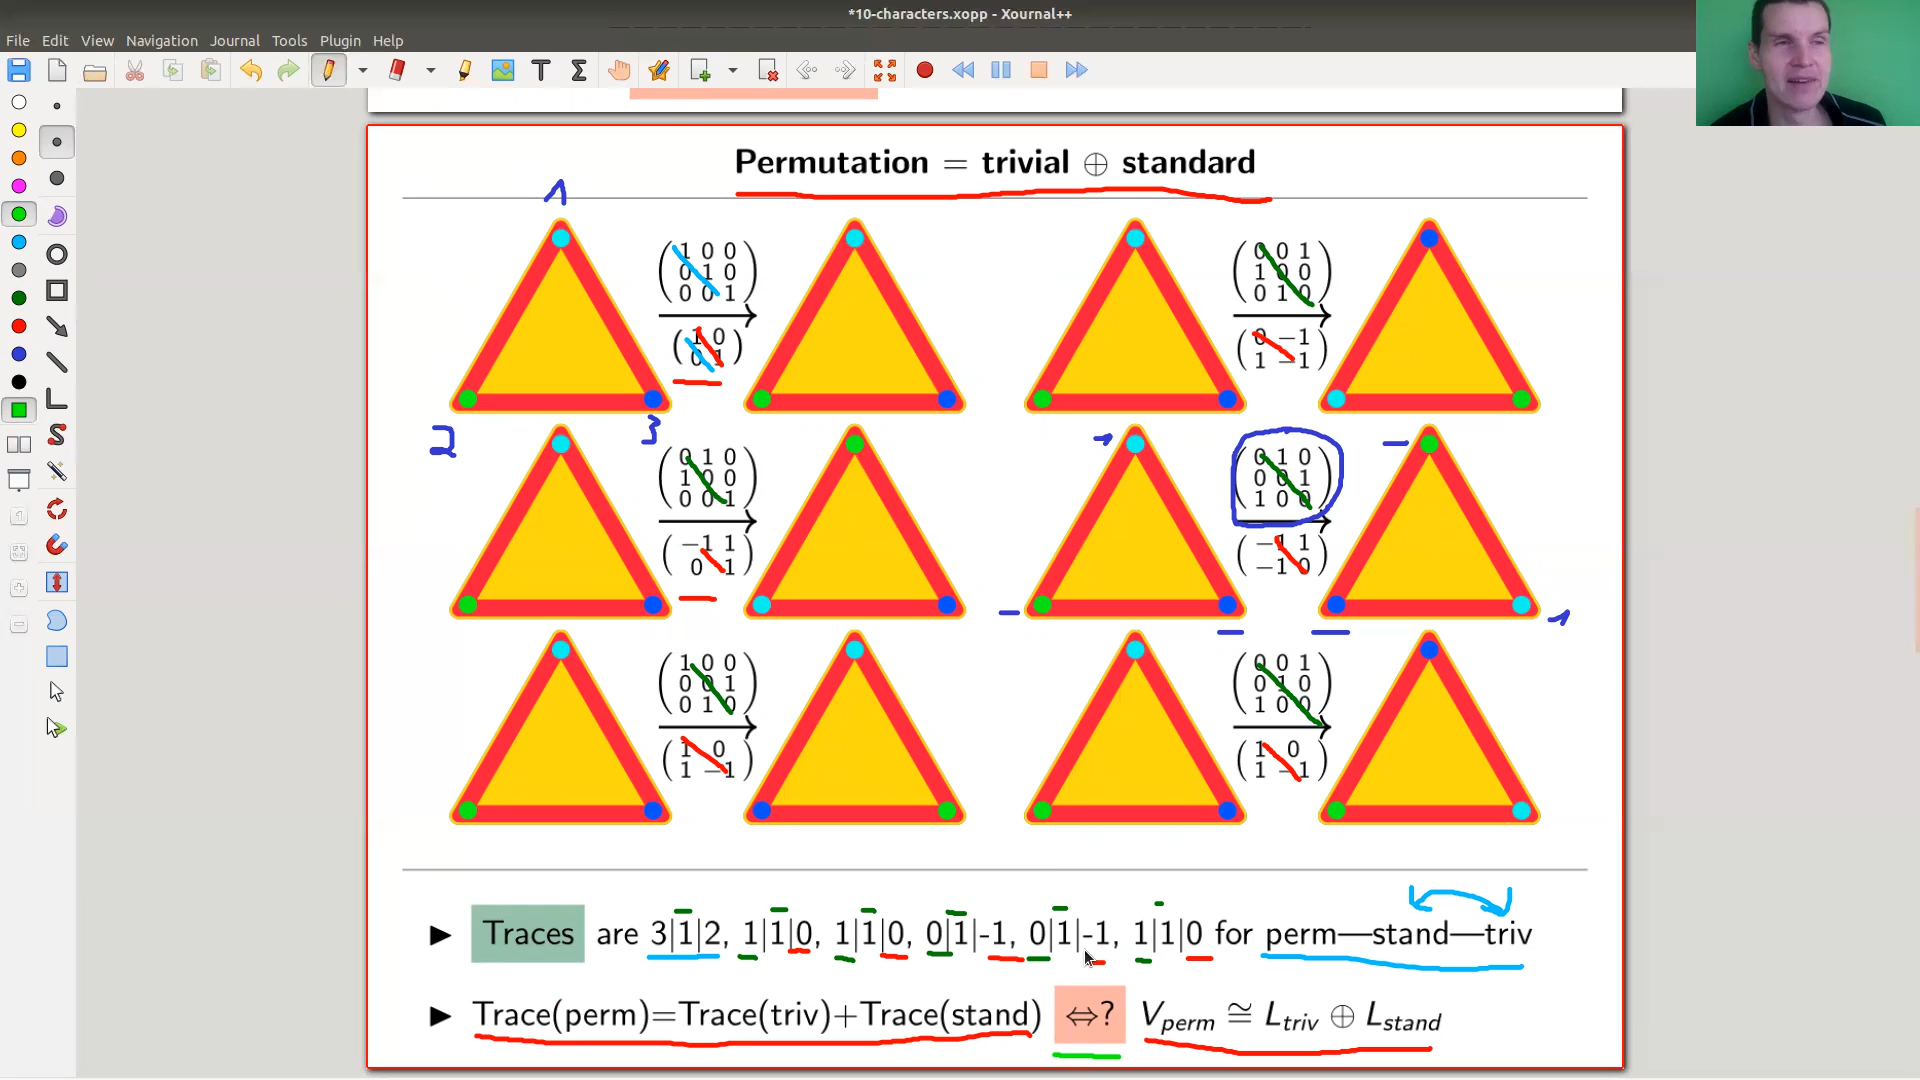 *10-characters.xopp - Xournal++
File Edit View Navigation Journal Tools Plugin Help
Permutation = trivial ⊕ standard
1
1 0 0
0 1 0
0 0 1
1 0
0 1
0 0 1
1 0 0
0 1 0
0 -1
1 -1
2
3
0 1 0
1 0 0
0 0 1
-1 1
0 1
1
0 1 0
0 0 1
1 0 0
-1 1
-1 0
1
1 0 0
0 0 1
0 1 0
1 0
1 -1
0 0 1
0 1 0
1 0 0
1 0
1 -1
► Traces are 3|1|2, 1|1|0, 1|1|0, 0|1|-1, 0|1|-1, 1|1|0 for perm—stand—triv
► Trace(perm)=Trace(triv)+Trace(stand) ⇔? V_perm ≅ L_triv ⊕ L_stand